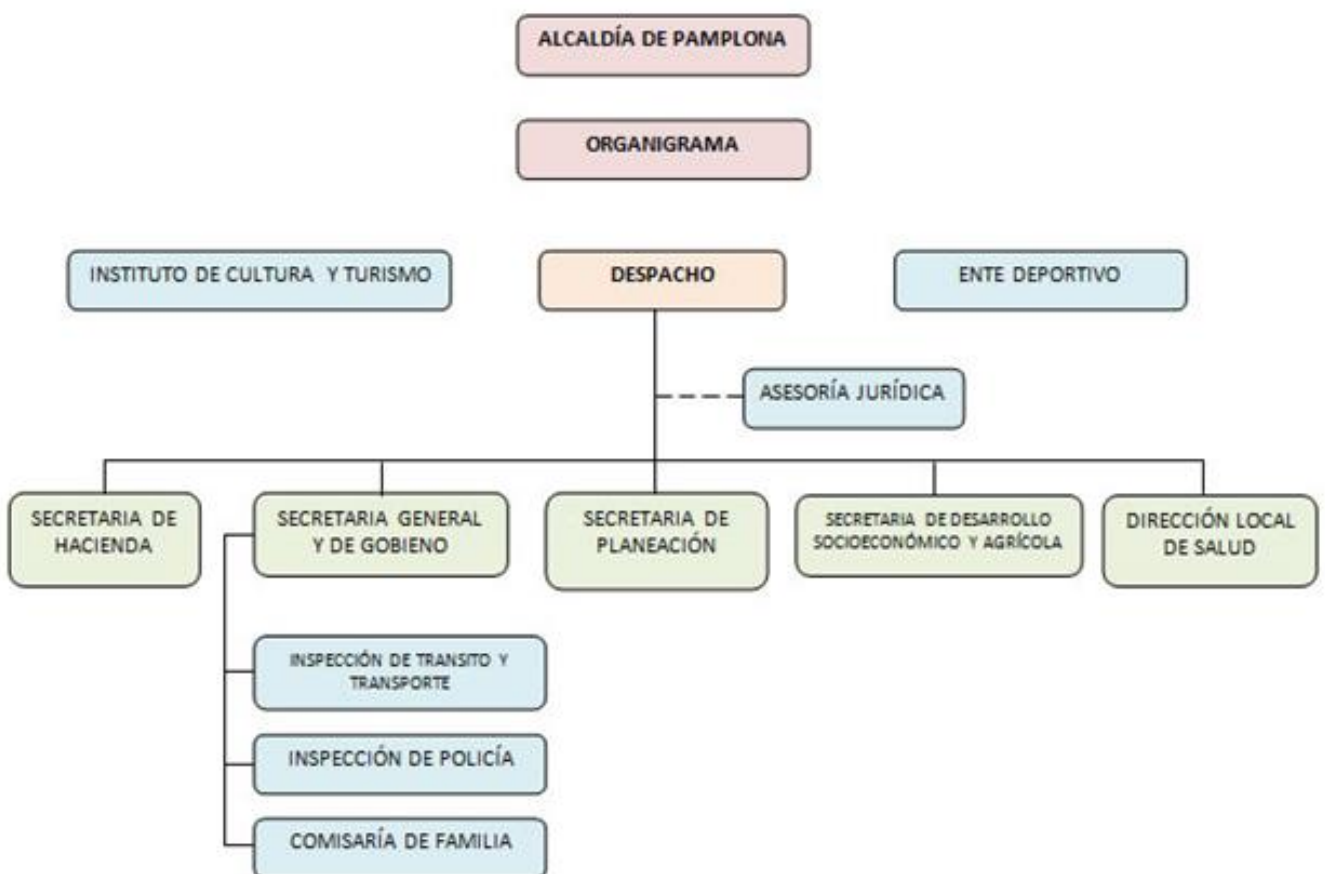 ALCALDÍA DE PAMPLONA
ORGANIGRAMA
INSTITUTO DE CULTURA Y TURISMO
DESPACHO
ENTE DEPORTIVO
ASESORÍA JURÍDICA
SECRETARIA DE
HACIENDA
SECRETARIA GENERAL
Y DE GOBIENO
SECRETARIA DE
PLANEACIÓN
SECRETARIA DE DESARROLLO
SOCIOECONÓMICO Y AGRÍCOLA
DIRECCIÓN LOCAL
DE SALUD
INSPECCIÓN DE TRANSITO Y
TRANSPORTE
INSPECCIÓN DE POLICÍA
COMISARÍA DE FAMILIA